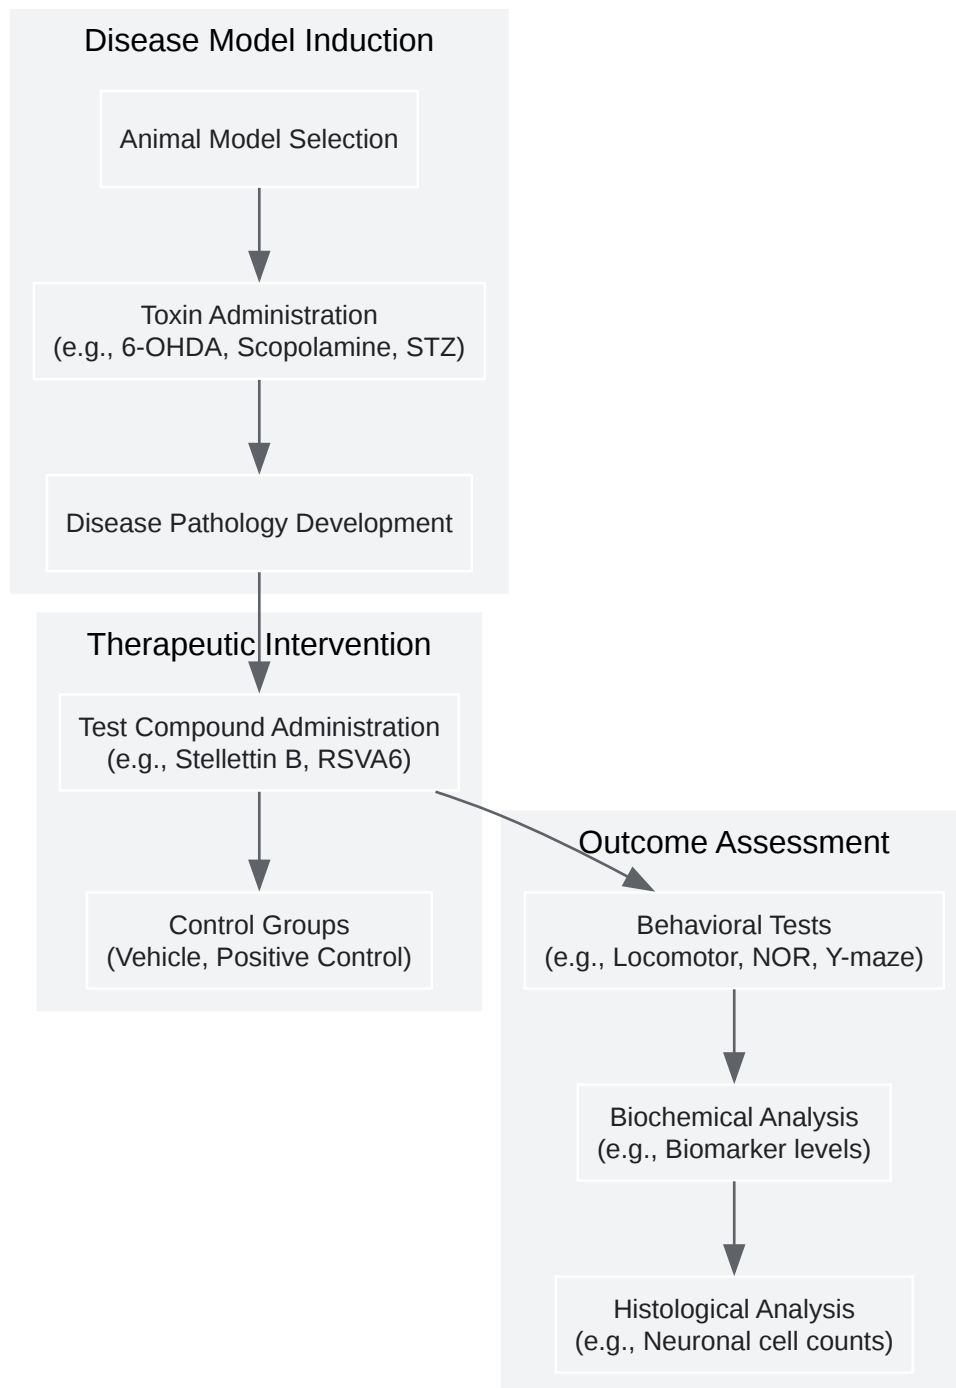 Disease Model Induction
Animal Model Selection
Toxin Administration
(e.g., 6-OHDA, Scopolamine, STZ)
Disease Pathology Development
Therapeutic Intervention
Test Compound Administration
(e.g., Stellettin B, RSVA6)
Control Groups
(Vehicle, Positive Control)
Outcome Assessment
Behavioral Tests
(e.g., Locomotor, NOR, Y-maze)
Biochemical Analysis
(e.g., Biomarker levels)
Histological Analysis
(e.g., Neuronal cell counts)